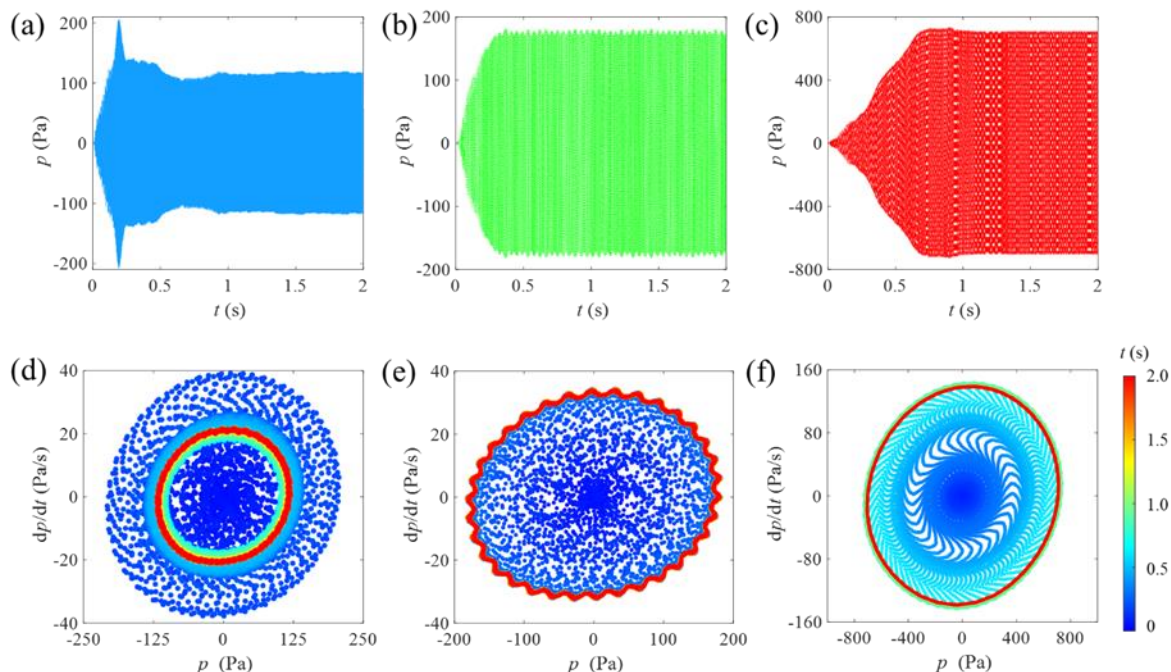 (a)
200
100
0
-100
-200
p (Pa)
0 0.5 1 1.5 2
t (s)
(b)
200
100
0
-100
-200
p (Pa)
0 0.5 1 1.5 2
t (s)
(c)
800
400
0
-400
-800
p (Pa)
0 0.5 1 1.5 2
t (s)
(d)
40
20
0
-20
-40
dp/dt (Pa/s)
-250 -125 0 125 250
p (Pa)
(e)
40
20
0
-20
-40
dp/dt (Pa/s)
-200 -100 0 100 200
p (Pa)
(f)
160
80
0
-80
-160
dp/dt (Pa/s)
-800 -400 0 400 800
p (Pa)
t (s)
2.0
1.5
1.0
0.5
0